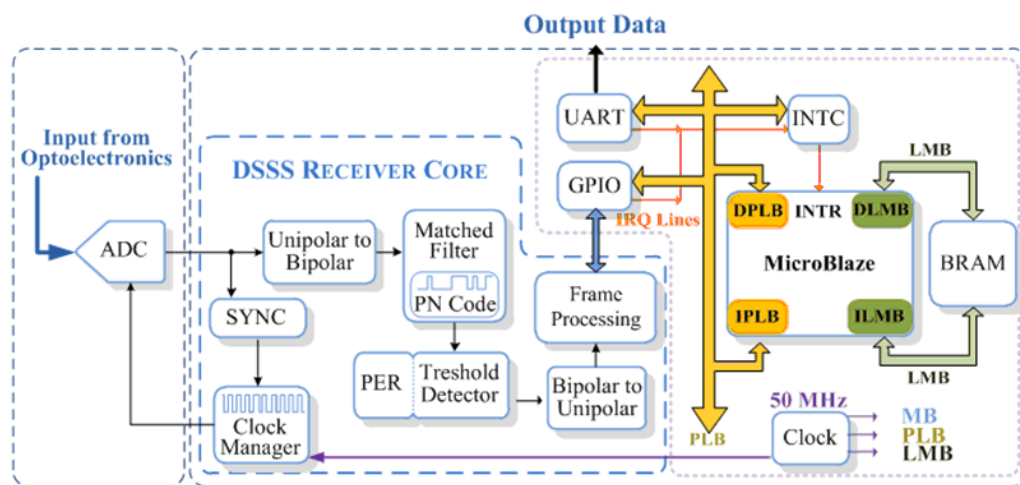 Output Data
Input from
Optoelectronics
ADC
DSSS RECEIVER CORE
Unipolar to
Bipolar
Matched
Filter
PN Code
SYNC
Clock
Manager
PER
Treshold
Detector
Bipolar to
Unipolar
Frame
Processing
UART
INTC
GPIO
IRQ Lines
LMB
DPLB
INTR
DLMB
MicroBlaze
BRAM
IPLB
ILMB
LMB
PLB
50 MHz
Clock
MB
PLB
LMB